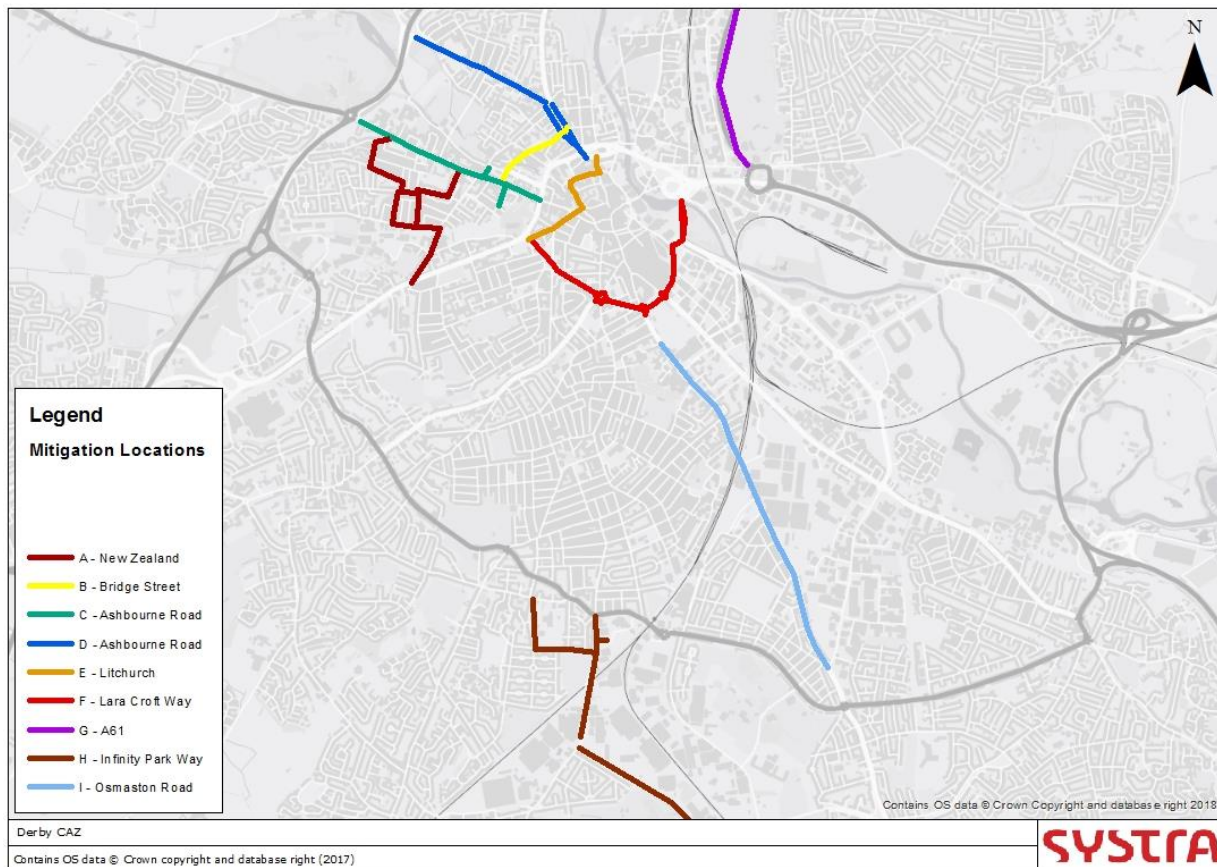 N
Legend
Mitigation Locations
A - New Zealand
B - Bridge Street
C - Ashbourne Road
D - Ashbourne Road
E - Litchurch
F - Lara Croft Way
G - A61
H - Infinity Park Way
I - Osmaston Road
Contains OS data © Crown Copyright and database right 2018
Derby CAZ
Contains OS data © Crown copyright and database right (2017)
SYSTRA